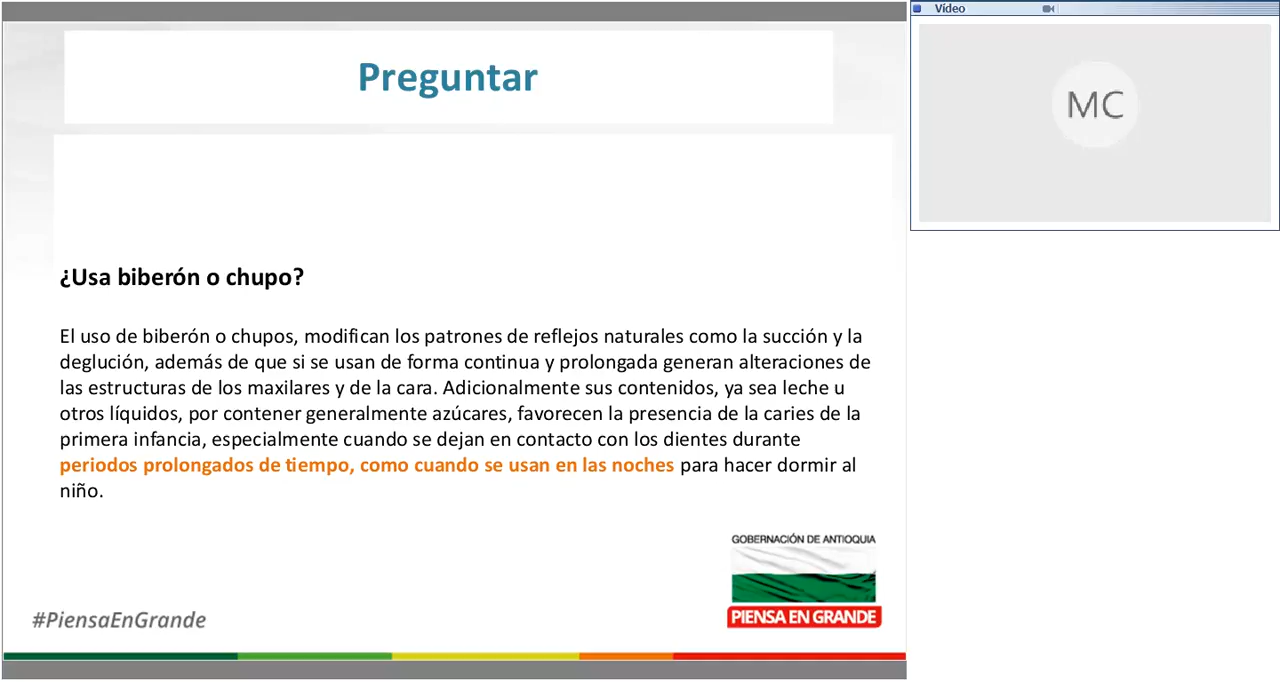 Preguntar
¿Usa biberón o chupo?
El uso de biberón o chupos, modifican los patrones de reflejos naturales como la succión y la
deglución, además de que si se usan de forma continua y prolongada generan alteraciones de
las estructuras de los maxilares y de la cara. Adicionalmente sus contenidos, ya sea leche u
otros líquidos, por contener generalmente azúcares, favorecen la presencia de la caries de la
primera infancia, especialmente cuando se dejan en contacto con los dientes durante
periodos prolongados de tiempo, como cuando se usan en las noches para hacer dormir al
niño.
GOBERNACIÓN DE ANTIOQUIA
PIENSA EN GRANDE
#PiensaEnGrande
Vídeo
MC